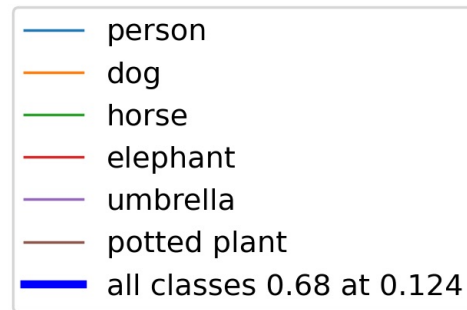 person
dog
horse
elephant
umbrella
potted plant
all classes 0.68 at 0.124